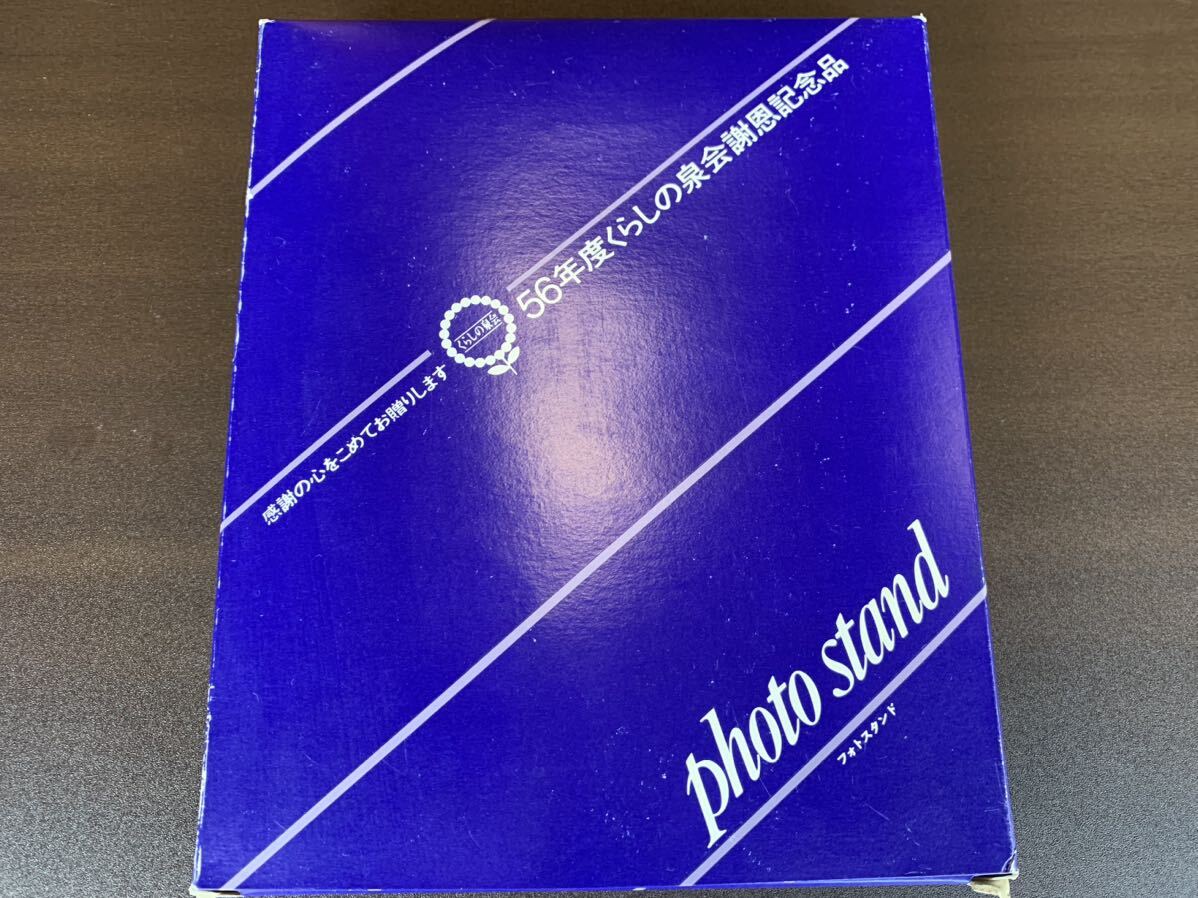 56年度くらしの泉会謝恩記念品
くらしの泉会
感謝の心をこめてお贈りします
photo stand
フォトスタンド